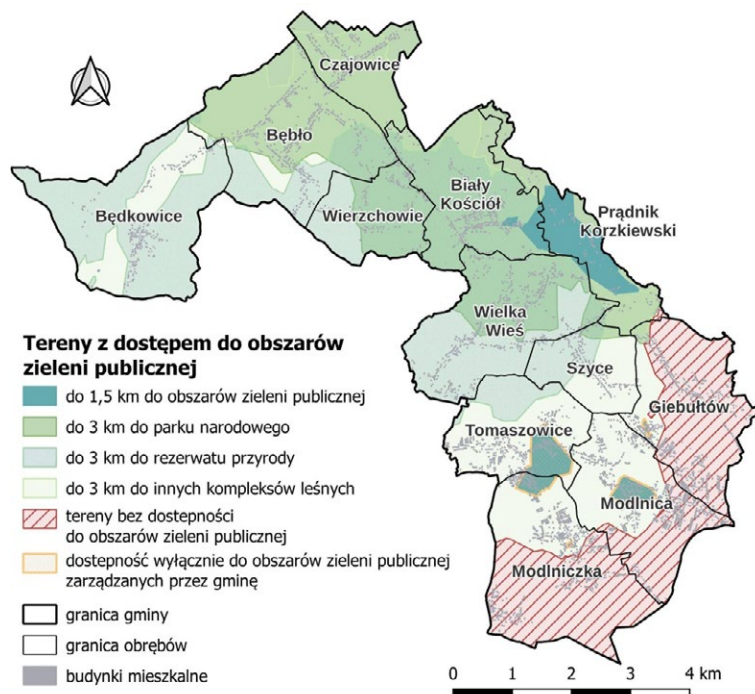 Czajowice
Bębło
Biały
Kościół
Będkowice
Wierzchowie
Prądnik
Korzkiewski
Wielka
Wieś
Szyce
Giebułtów
Tomaszowice
Modlnica
Modlniczka
Tereny z dostępem do obszarów
zieleni publicznej
do 1,5 km do obszarów zieleni publicznej
do 3 km do parku narodowego
do 3 km do rezerwatu przyrody
do 3 km do innych kompleksów leśnych
tereny bez dostępności
do obszarów zieleni publicznej
dostępność wyłącznie do obszarów zieleni publicznej
zarządzanych przez gminę
granica gminy
granica obrębów
budynki mieszkalne
0 1 2 3 4 km